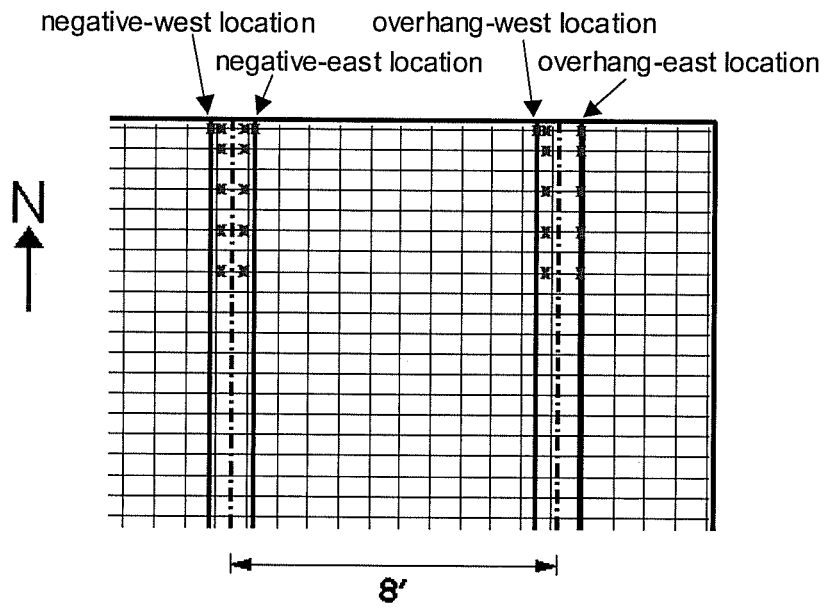 negative-west location
overhang-west location
negative-east location
overhang-east location
N
8'